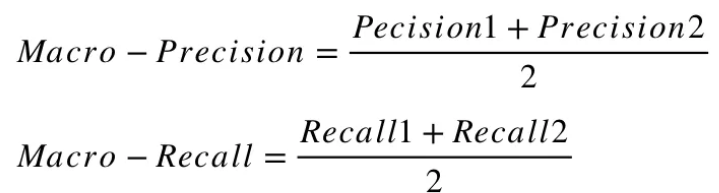 Macro − Precision = Pecision1 + Precision2
2
Macro − Recall = Recall1 + Recall2
2